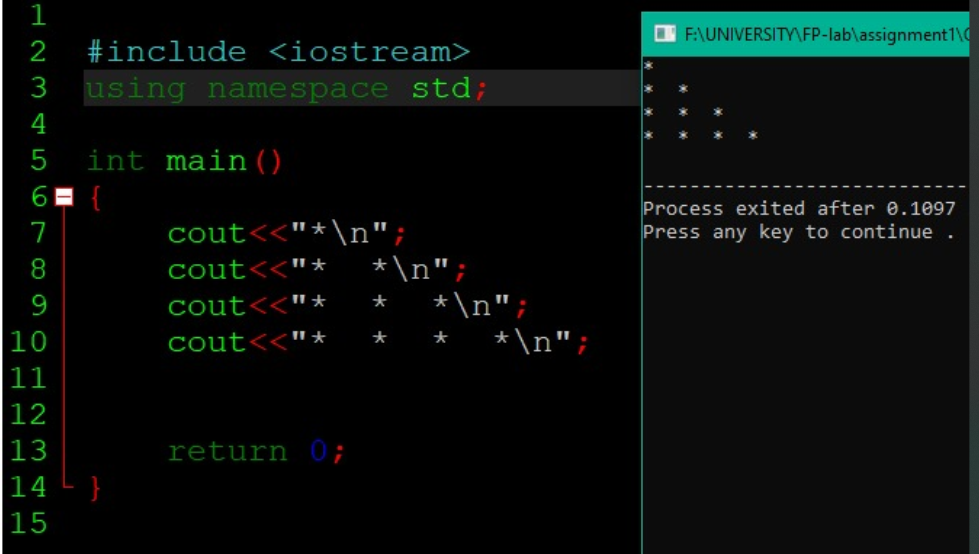 1
2 #include <iostream>
3 using namespace std;
4
5 int main()
6 {
7 cout<<"*\n";
8 cout<<"*  *\n";
9 cout<<"*  *  *\n";
10 cout<<"*  *  *  *\n";
11
12
13 return 0;
14 }
15
F:\UNIVERSITY\FP-lab\assignment1\
*
*  *
*  *  *
*  *  *  *
----------------------------
Process exited after 0.1097
Press any key to continue .